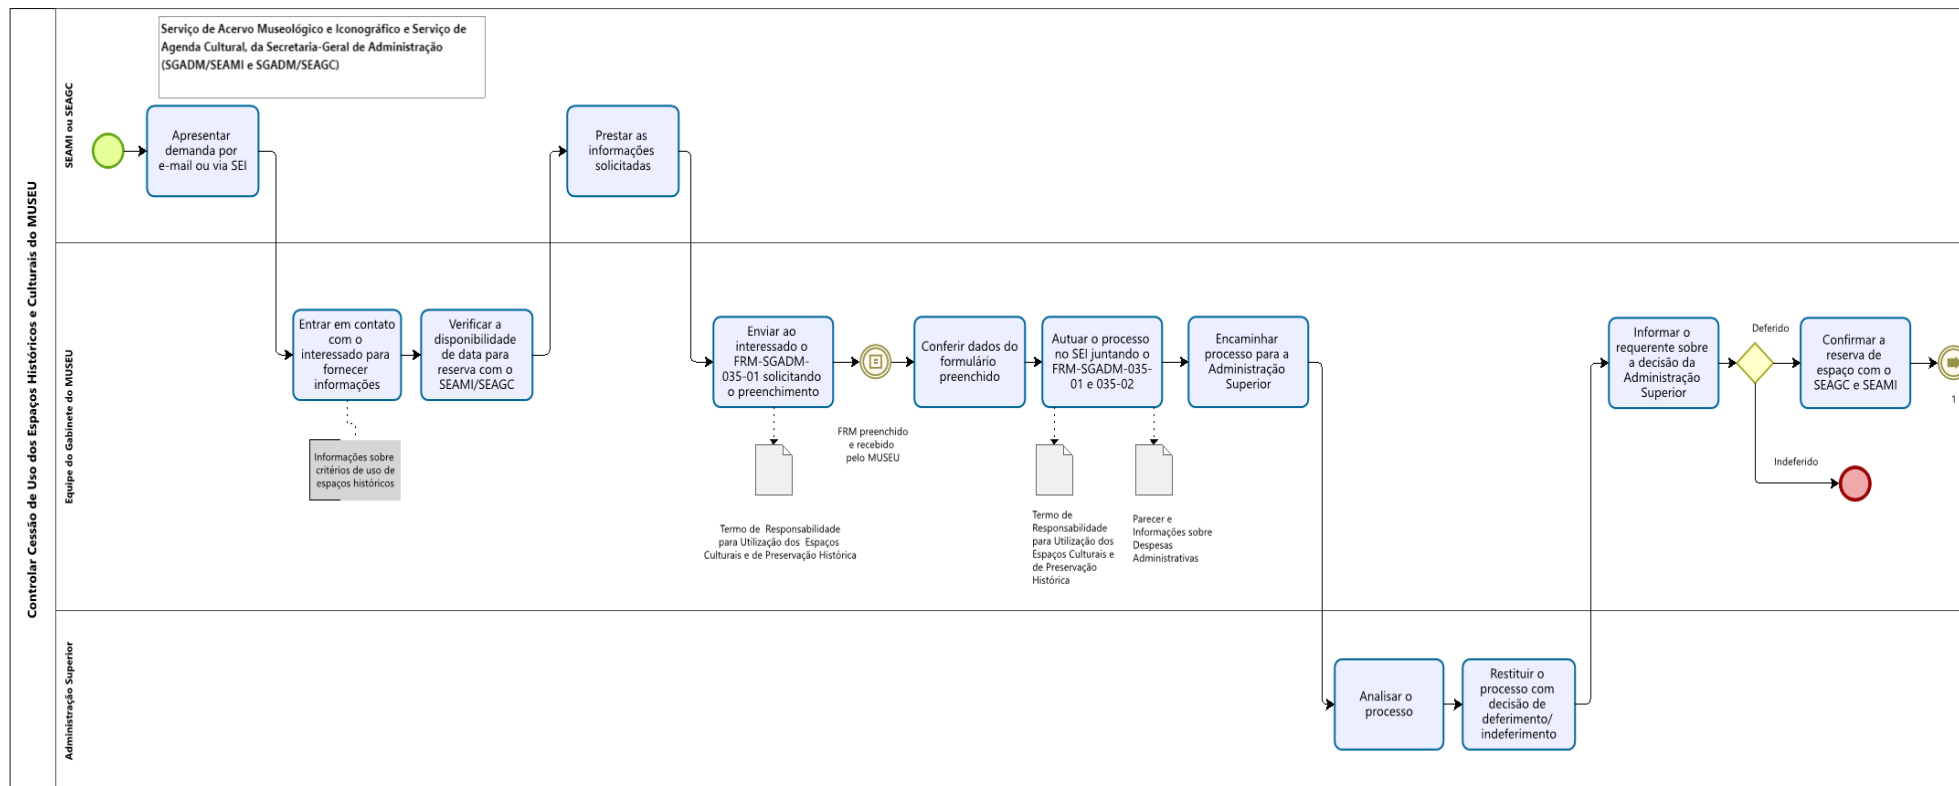 Controlar Cessão de Uso dos Espaços Históricos e Culturais do MUSEU
SEAMI ou SEAGC
Serviço de Acervo Museológico e Iconográfico e Serviço de
Agenda Cultural, da Secretaria-Geral de Administração
(SGADM/SEAMI e SGADM/SEAGC)
Apresentar
demanda por
e-mail ou via SEI
Prestar as
informações
solicitadas
Equipe do Gabinete do MUSEU
Entrar em contato
com o
interessado para
fornecer
informações
Informações sobre
critérios de uso de
espaços históricos
Verificar a
disponibilidade
de data para
reserva com o
SEAMI/SEAGC
Enviar ao
interessado o
FRM-SGADM-
035-01 solicitando
o preenchimento
Termo de Responsabilidade
para Utilização dos Espaços
Culturais e de Preservação Histórica
FRM preenchido
e recebido
pelo MUSEU
Conferir dados do
formulário
preenchido
Autuar o processo
no SEI juntando o
FRM-SGADM-035-
01 e 035-02
Termo de
Responsabilidade
para Utilização dos
Espaços Culturais e
de Preservação
Histórica
Parecer e
Informações sobre
Despesas
Administrativas
Encaminhar
processo para a
Administração
Superior
Informar o
requerente sobre
a decisão da
Administração
Superior
Deferido
Indeferido
Confirmar a
reserva de
espaço com o
SEAGC e SEAMI
1
Administração Superior
Analisar o
processo
Restituir o
processo com
decisão de
deferimento/
indeferimento